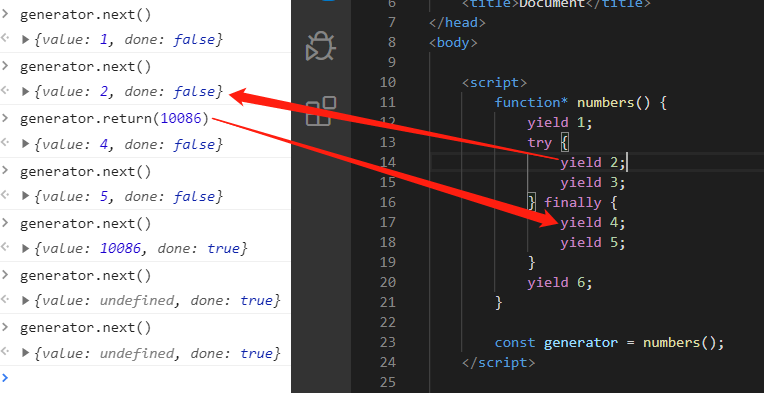 generator.next()
{value: 1, done: false}
generator.next()
{value: 2, done: false}
generator.return(10086)
{value: 4, done: false}
generator.next()
{value: 5, done: false}
generator.next()
{value: 10086, done: true}
generator.next()
{value: undefined, done: true}
generator.next()
{value: undefined, done: true}
6 <title>Document</title>
7 </head>
8 <body>
9
10 <script>
11 function* numbers() {
12 yield 1;
13 try {
14 yield 2;
15 yield 3;
16 } finally {
17 yield 4;
18 yield 5;
19 }
20 yield 6;
21 }
22
23 const generator = numbers();
24 </script>
25